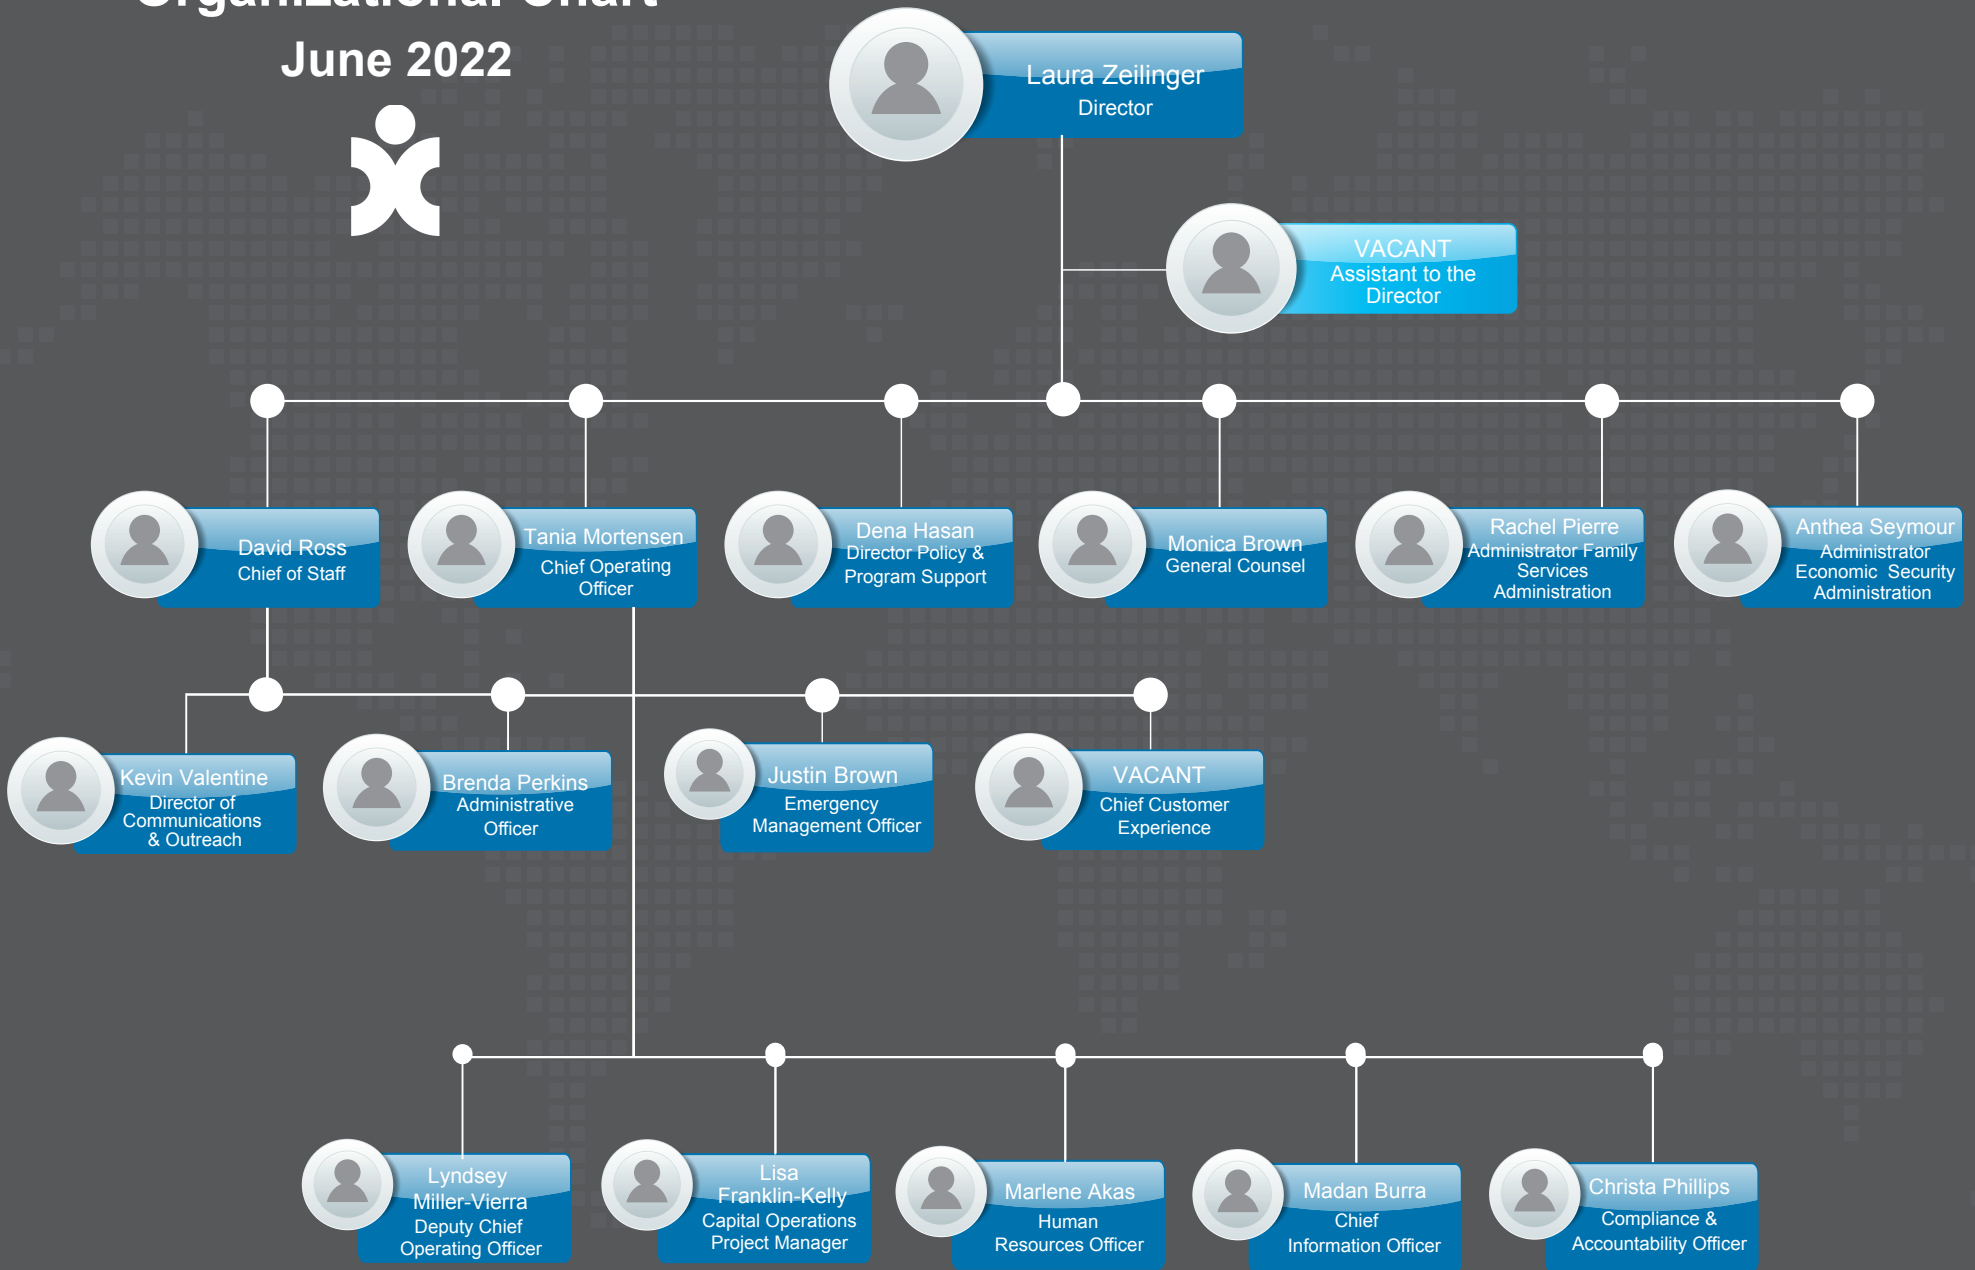 Organizational Chart
June 2022
Laura Zeilinger
Director
VACANT
Assistant to the
Director
David Ross
Chief of Staff
Tania Mortensen
Chief Operating
Officer
Dena Hasan
Director Policy &
Program Support
Monica Brown
General Counsel
Rachel Pierre
Administrator Family
Services
Administration
Anthea Seymour
Administrator
Economic Security
Administration
Kevin Valentine
Director of
Communications
& Outreach
Brenda Perkins
Administrative
Officer
Justin Brown
Emergency
Management Officer
VACANT
Chief Customer
Experience
Lyndsey
Miller-Vierra
Deputy Chief
Operating Officer
Lisa
Franklin-Kelly
Capital Operations
Project Manager
Marlene Akas
Human
Resources Officer
Madan Burra
Chief
Information Officer
Christa Phillips
Compliance &
Accountability Officer